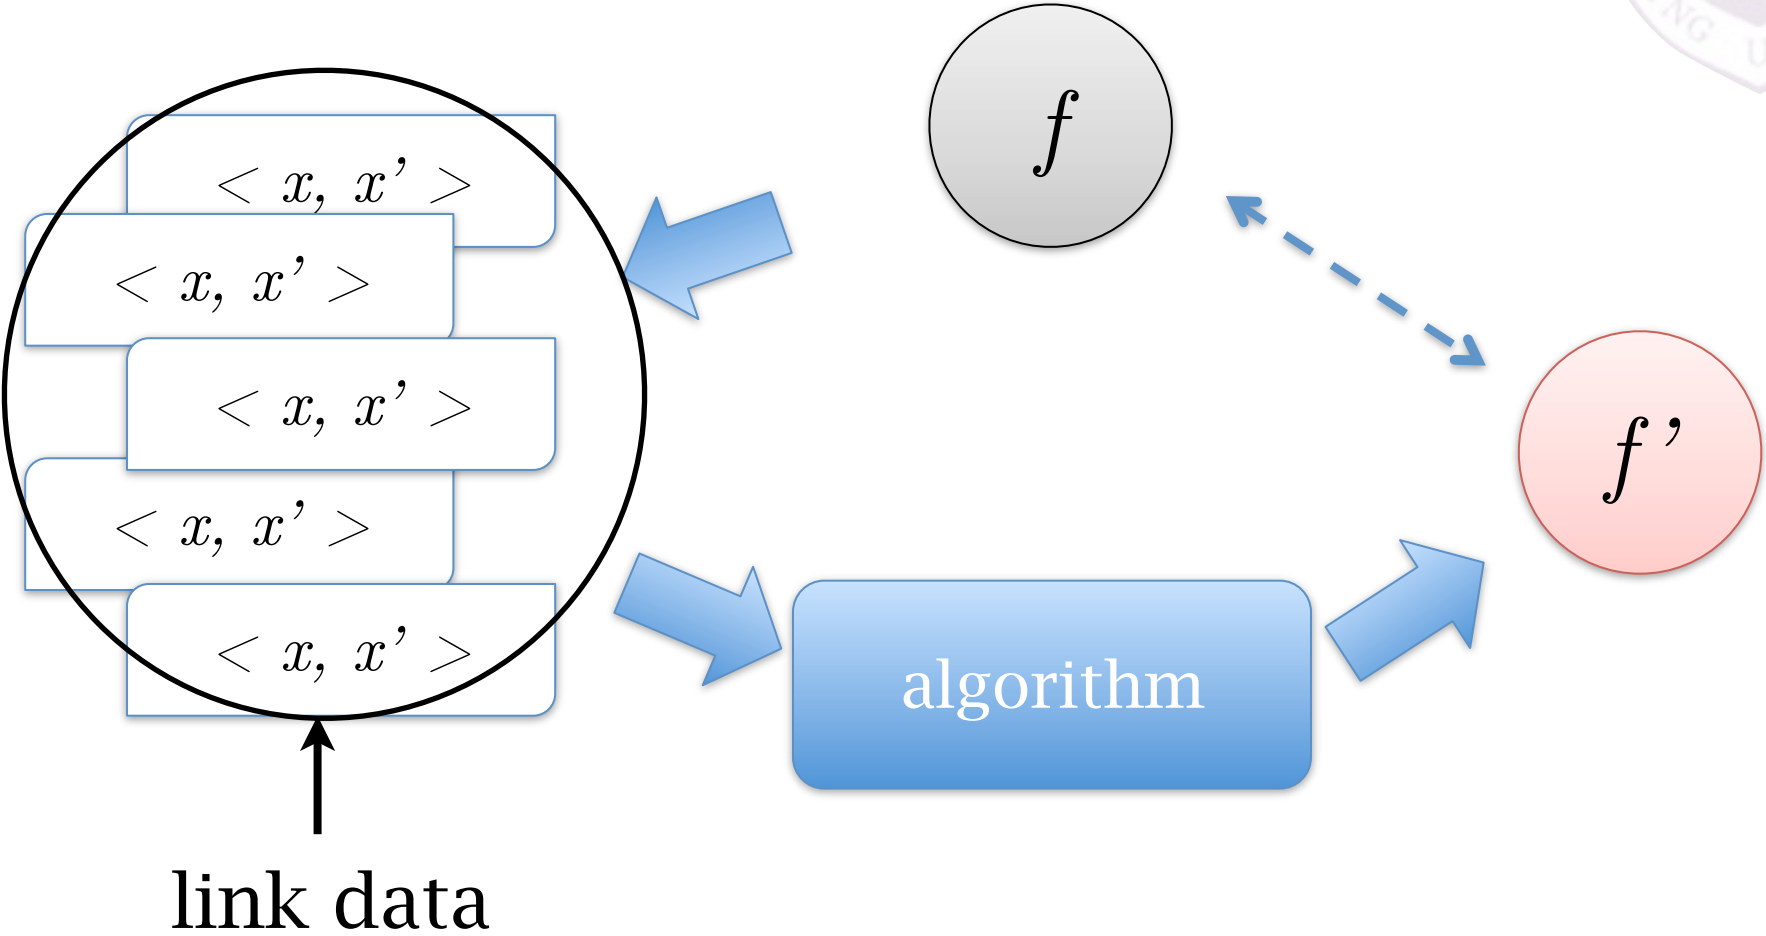 f
< x, x' >
< x, x' >
< x, x' >
< x, x' >
< x, x' >
f'
algorithm
link data